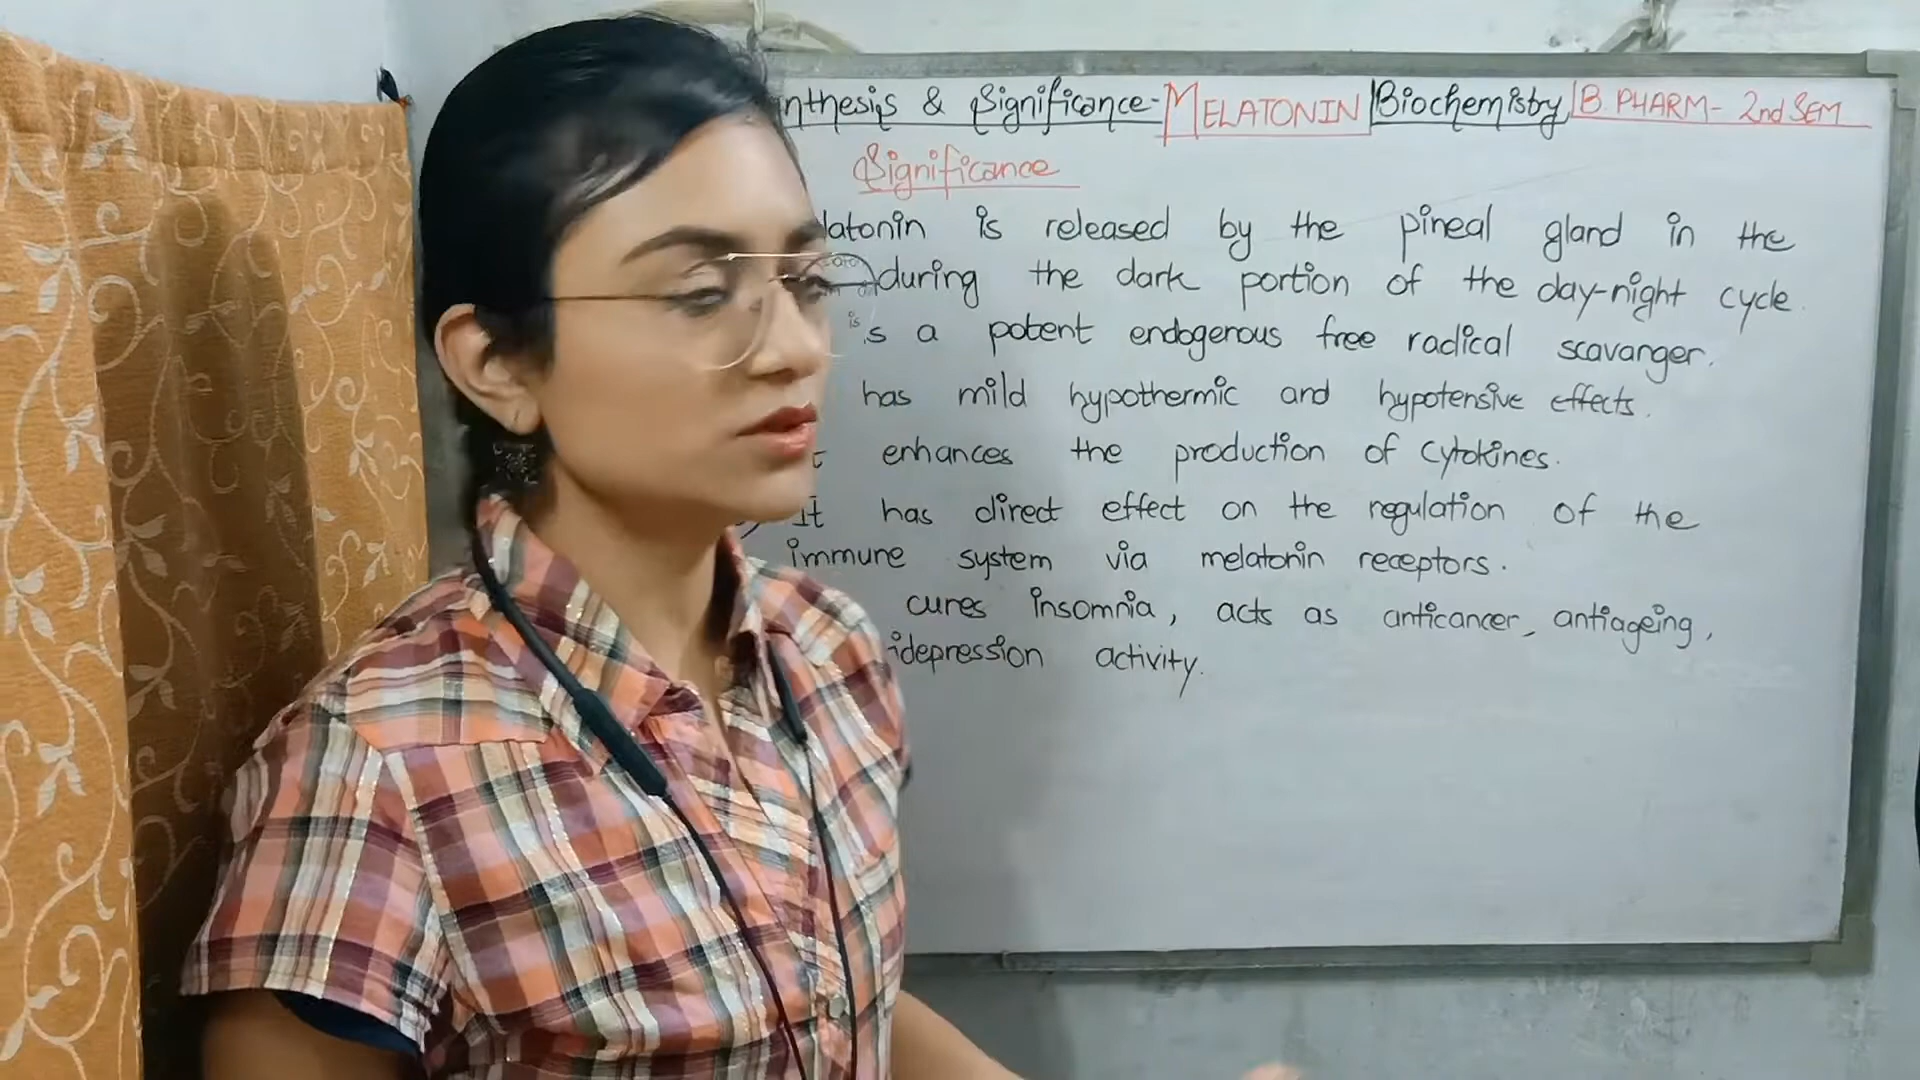 & Significance- MELATONIN | Biochemistry | B. PHARM- 2nd SEM
Significance
is released by the pineal gland in the
during the dark portion of the day-night cycle.
a potent endogenous free radical scavanger.
has mild hypothermic and hypotensive effects.
enhances the production of cytokines.
It has direct effect on the regulation of the
immune system via melatonin receptors.
cures insomnia, acts as anticancer, antiageing,
activity.